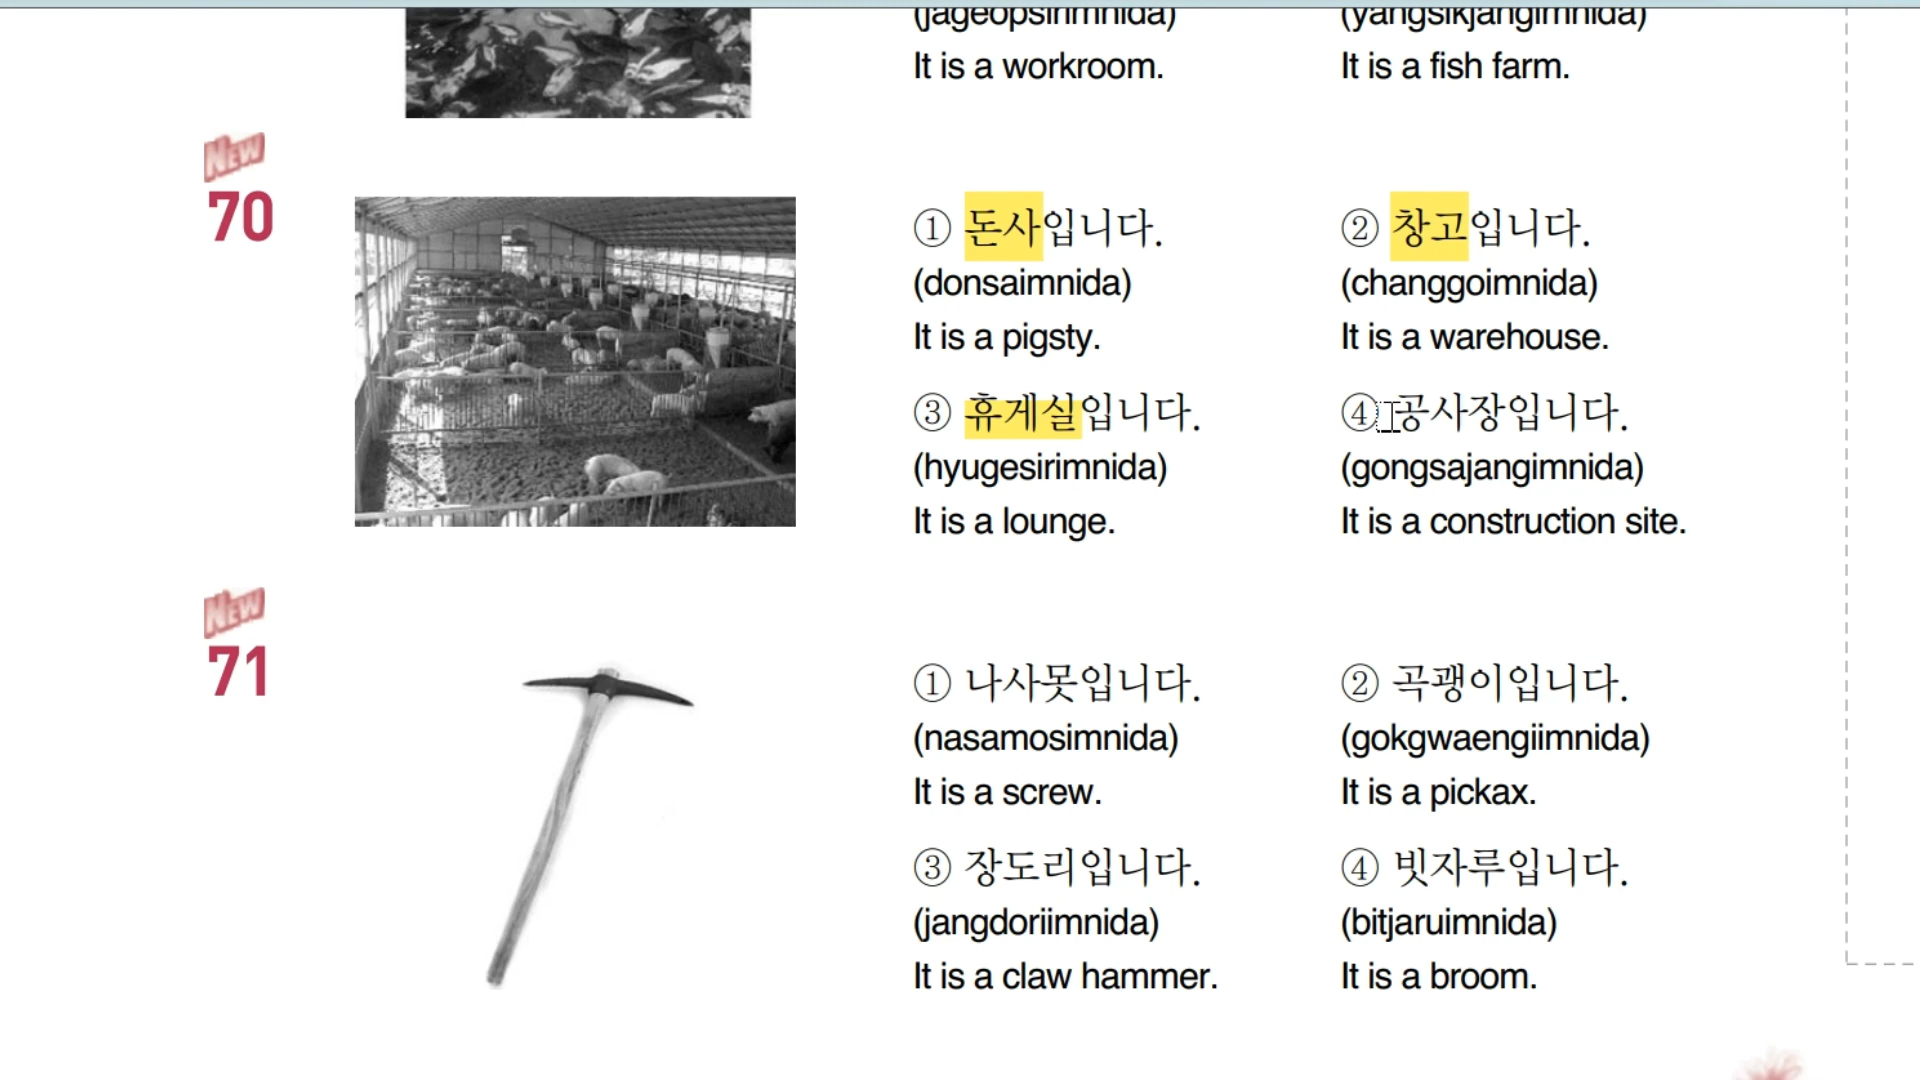 (jageopsirimnida) (yangsikjangimnida)
It is a workroom. It is a fish farm.
NEW
70
① 돈사입니다. ② 창고입니다.
(donsaimnida) (changgoimnida)
It is a pigsty. It is a warehouse.
③ 휴게실입니다. ④ 공사장입니다.
(hyugesirimnida) (gongsajangimnida)
It is a lounge. It is a construction site.
NEW
71
① 나사못입니다. ② 곡괭이입니다.
(nasamosimnida) (gokgwaengiimnida)
It is a screw. It is a pickax.
③ 장도리입니다. ④ 빗자루입니다.
(jangdoriimnida) (bitjaruimnida)
It is a claw hammer. It is a broom.